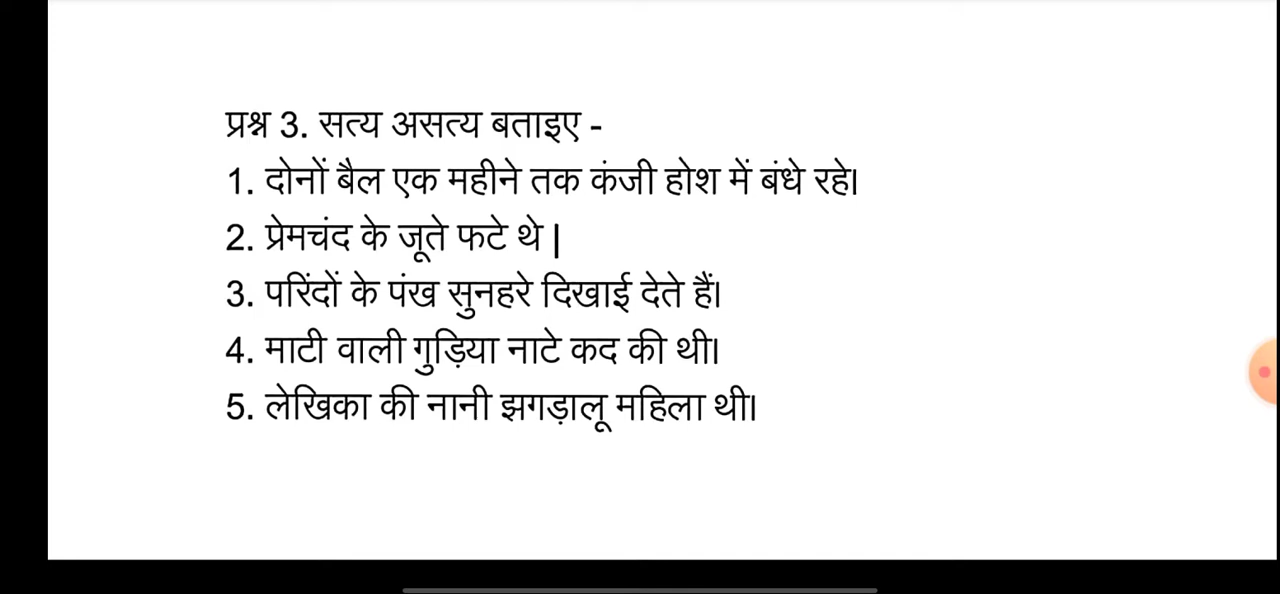 प्रश्न 3. सत्य असत्य बताइए -
1. दोनों बैल एक महीने तक कंजी होश में बंधे रहे।
2. प्रेमचंद के जूते फटे थे |
3. परिंदों के पंख सुनहरे दिखाई देते हैं।
4. माटी वाली गुड़िया नाटे कद की थी।
5. लेखिका की नानी झगड़ालू महिला थी।